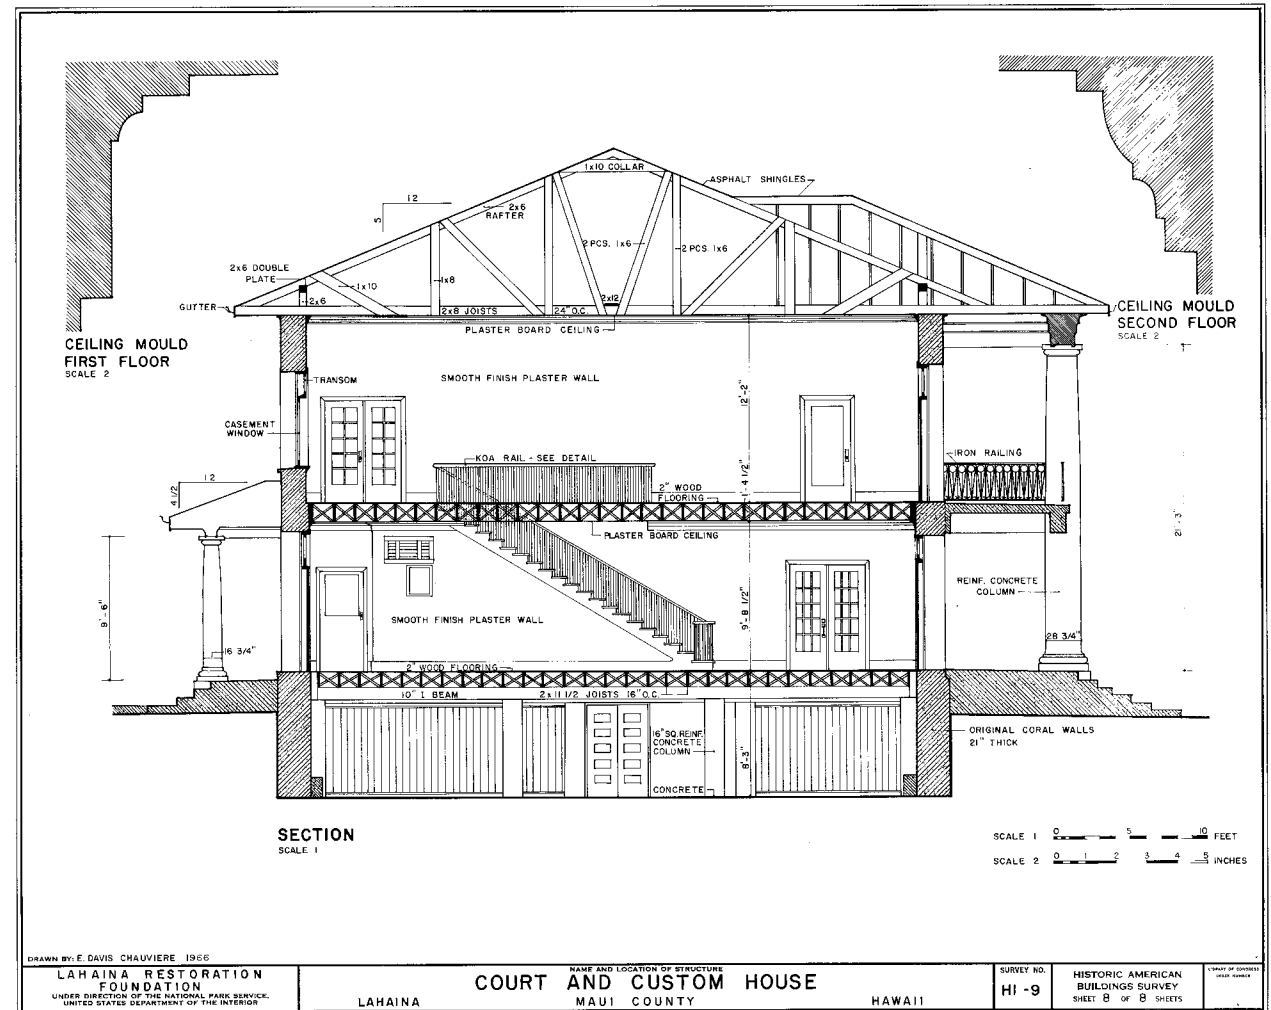 1x10 COLLAR
ASPHALT SHINGLES
12
5
2x6
RAFTER
2 PCS. 1x6
2 PCS. 1x6
2x6 DOUBLE
PLATE
1x10
1x8
2x6
2x12
GUTTER
2x8 JOISTS
24" O.C.
PLASTER BOARD CEILING
CEILING MOULD
FIRST FLOOR
SCALE 2
CEILING MOULD
SECOND FLOOR
SCALE 2
TRANSOM
SMOOTH FINISH PLASTER WALL
12'-2"
CASEMENT
WINDOW
KOA RAIL - SEE DETAIL
IRON RAILING
12
4 1/2
2" WOOD
FLOORING
1'-4 1/2"
PLASTER BOARD CEILING
21'-3"
REINF. CONCRETE
COLUMN
9'-8 1/2"
SMOOTH FINISH PLASTER WALL
16 3/4"
28 3/4"
2" WOOD FLOORING
10" I BEAM
2x11 1/2 JOISTS 16" O.C.
16" SQ. REINF.
CONCRETE
COLUMN
8'-3"
CONCRETE
ORIGINAL CORAL WALLS
21" THICK
SECTION
SCALE 1
SCALE 1 0 5 10 FEET
SCALE 2 0 1 2 3 4 5 INCHES
DRAWN BY: E. DAVIS CHAUVIERE 1966
LAHAINA RESTORATION
FOUNDATION
UNDER DIRECTION OF THE NATIONAL PARK SERVICE,
UNITED STATES DEPARTMENT OF THE INTERIOR
NAME AND LOCATION OF STRUCTURE
COURT AND CUSTOM HOUSE
LAHAINA MAUI COUNTY HAWAII
SURVEY NO.
HI-9
HISTORIC AMERICAN
BUILDINGS SURVEY
SHEET 8 OF 8 SHEETS
LIBRARY OF CONGRESS
INDEX NUMBER